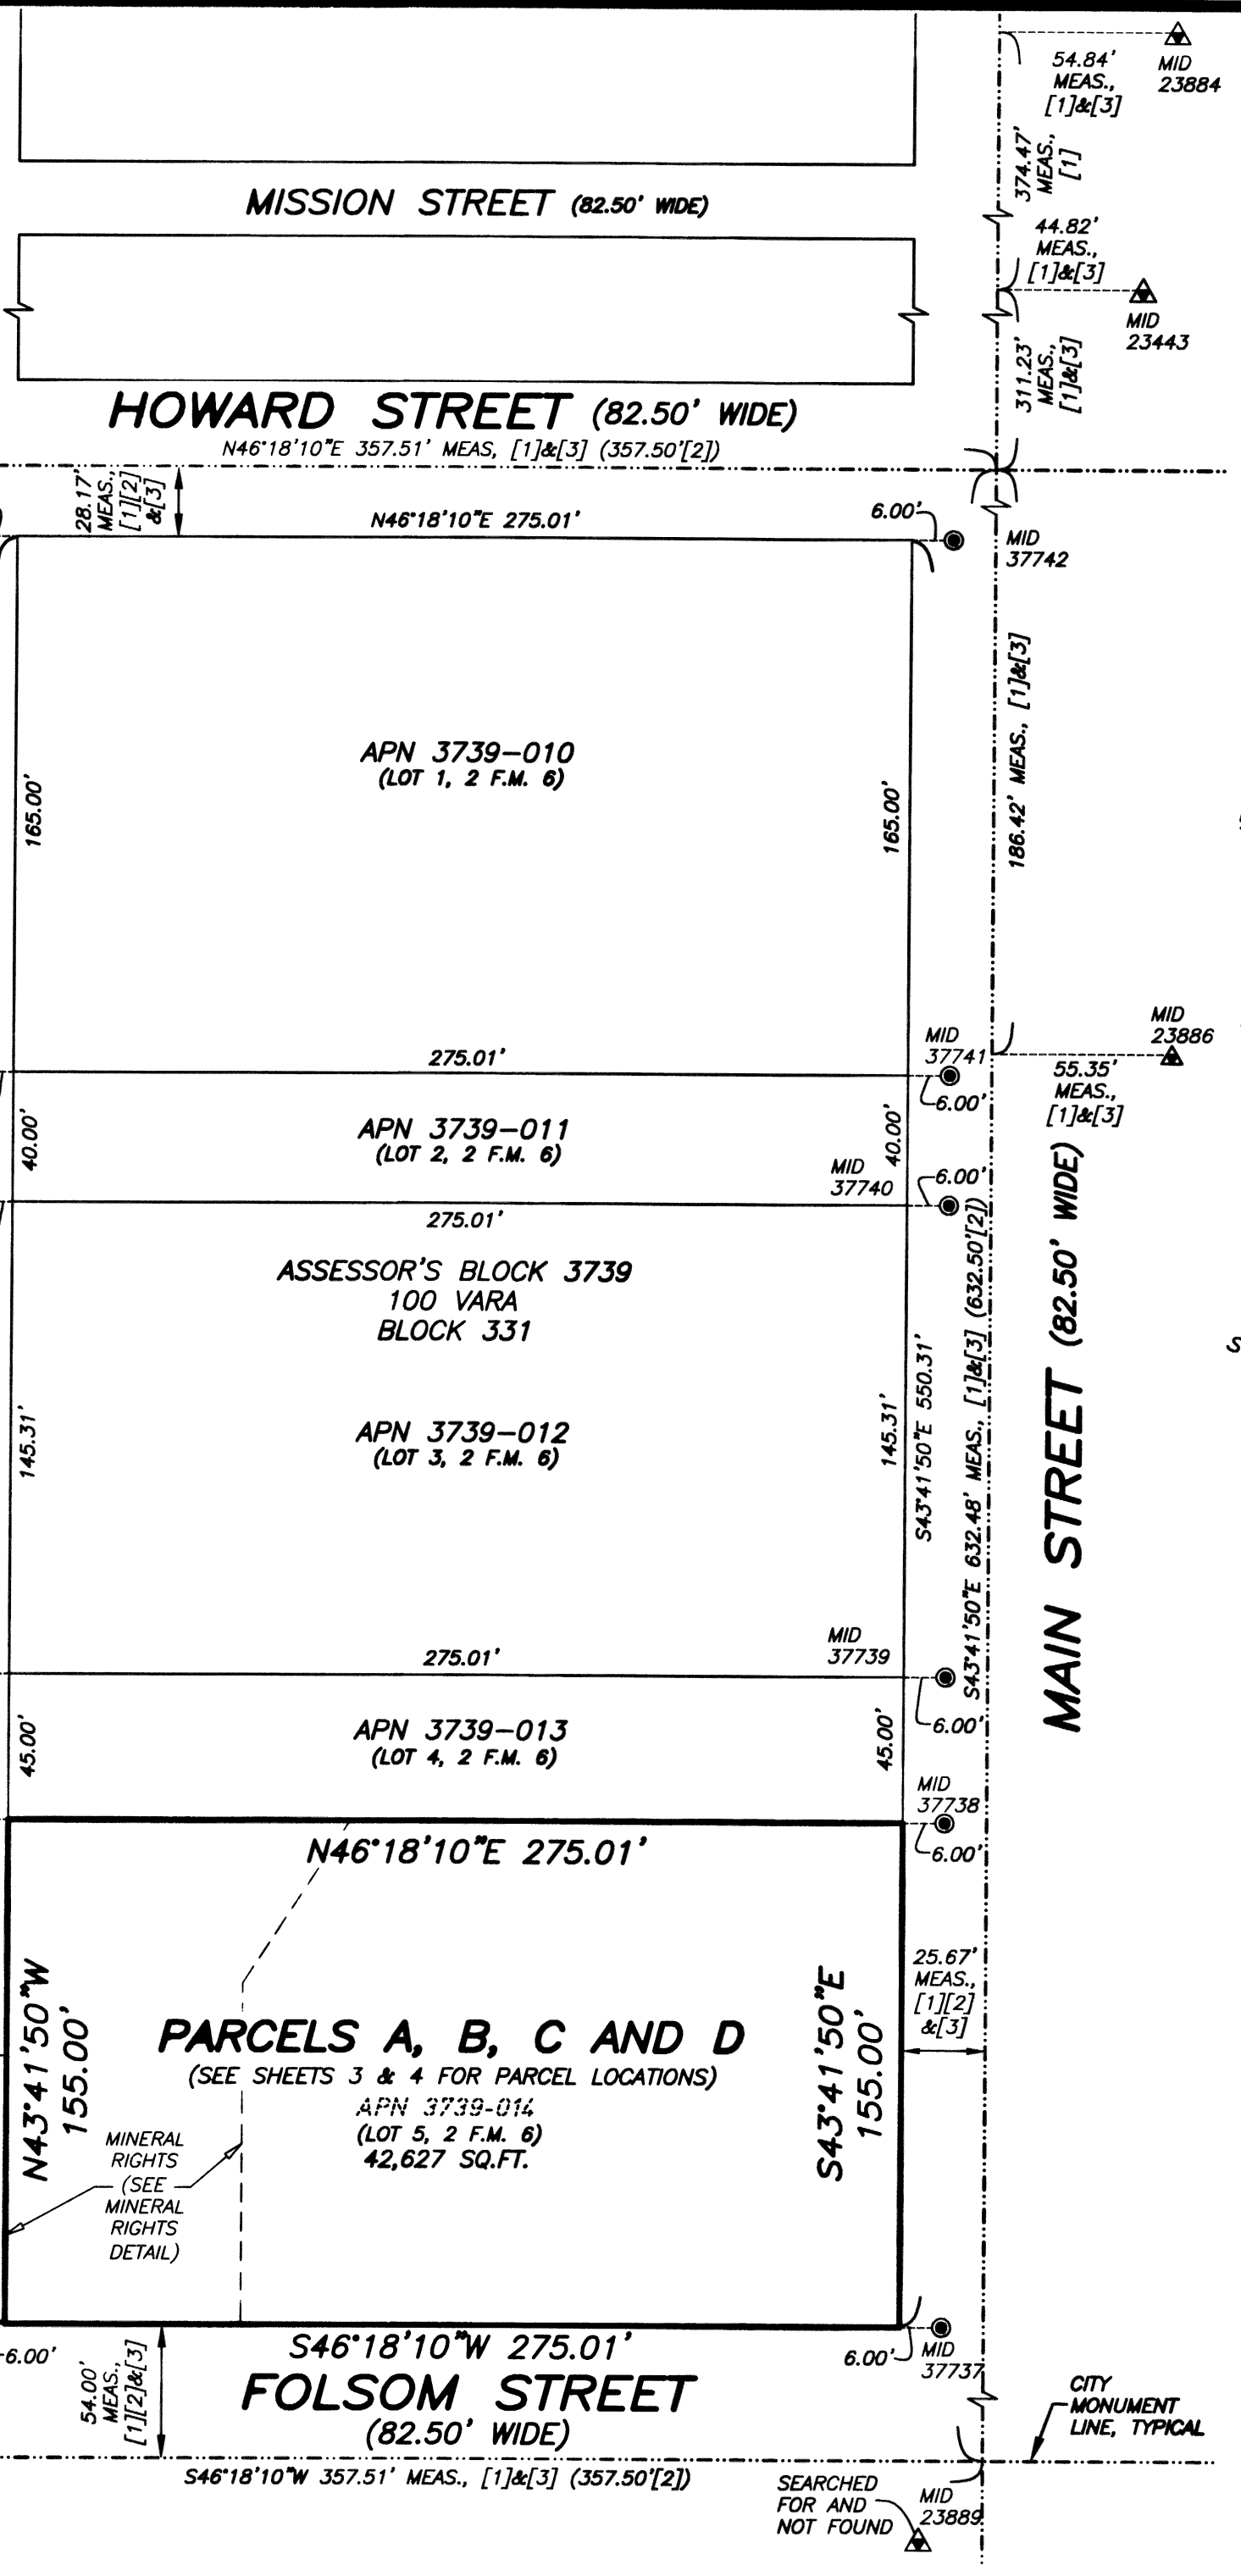 54.84'
MEAS.,
[1]&[3]
MID
23884
374.47'
MEAS.,
[1]
MISSION STREET (82.50' WIDE)
44.82'
MEAS.,
[1]&[3]
MID
23443
311.23'
MEAS.,
[1]&[3]
HOWARD STREET (82.50' WIDE)
N46°18'10"E 357.51' MEAS, [1]&[3] (357.50'[2])
28.17'
MEAS.,
[1][2]
&[3]
N46°18'10"E 275.01'
6.00'
MID
37742
186.42' MEAS., [1]&[3]
APN 3739-010
(LOT 1, 2 F.M. 6)
165.00'
165.00'
MID
23886
55.35'
MEAS.,
[1]&[3]
275.01'
MID
37741
6.00'
APN 3739-011
(LOT 2, 2 F.M. 6)
40.00'
40.00'
MID
37740
6.00'
275.01'
ASSESSOR'S BLOCK 3739
100 VARA
BLOCK 331
APN 3739-012
(LOT 3, 2 F.M. 6)
145.31'
145.31'
S43°41'50"E 550.31'
S43°41'50"E 632.48' MEAS., [1]&[3] (632.50'[2])
MAIN STREET (82.50' WIDE)
275.01'
MID
37739
6.00'
APN 3739-013
(LOT 4, 2 F.M. 6)
45.00'
45.00'
MID
37738
6.00'
N46°18'10"E 275.01'
N43°41'50"W
155.00'
S43°41'50"E
155.00'
25.67'
MEAS.,
[1][2]
&[3]
PARCELS A, B, C AND D
(SEE SHEETS 3 & 4 FOR PARCEL LOCATIONS)
APN 3739-014
(LOT 5, 2 F.M. 6)
42,627 SQ.FT.
MINERAL
RIGHTS
(SEE
MINERAL
RIGHTS
DETAIL)
S46°18'10"W 275.01'
6.00'
6.00'
MID
37737
54.00'
MEAS.,
[1][2]&[3]
FOLSOM STREET
(82.50' WIDE)
CITY
MONUMENT
LINE, TYPICAL
S46°18'10"W 357.51' MEAS., [1]&[3] (357.50'[2])
SEARCHED
FOR AND
NOT FOUND
MID
23889